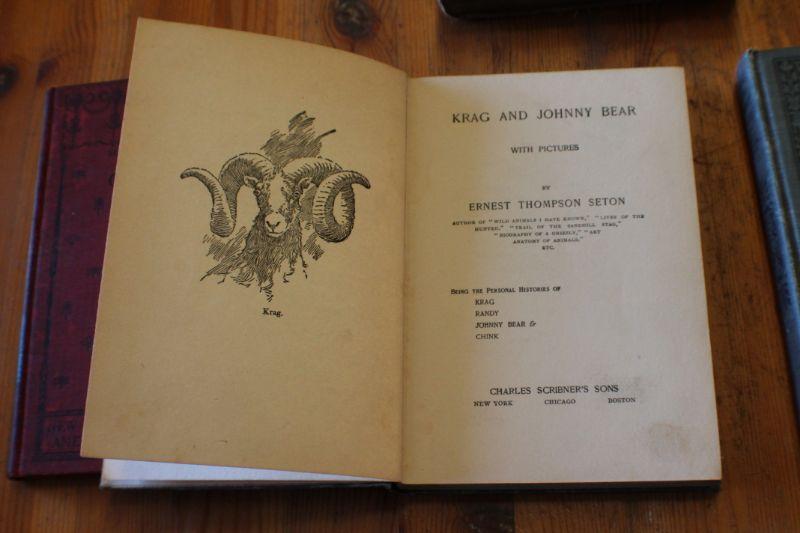 Krag.
KRAG AND JOHNNY BEAR
WITH PICTURES
BY
ERNEST THOMPSON SETON
AUTHOR OF "WILD ANIMALS I HAVE KNOWN," "LIVES OF THE
HUNTED," "TRAIL OF THE SANDHILL STAG,"
"BIOGRAPHY OF A GRIZZLY," "ART
ANATOMY OF ANIMALS,"
ETC.
BEING THE PERSONAL HISTORIES OF
KRAG
RANDY
JOHNNY BEAR &
CHINK
CHARLES SCRIBNER'S SONS
NEW YORK CHICAGO BOSTON